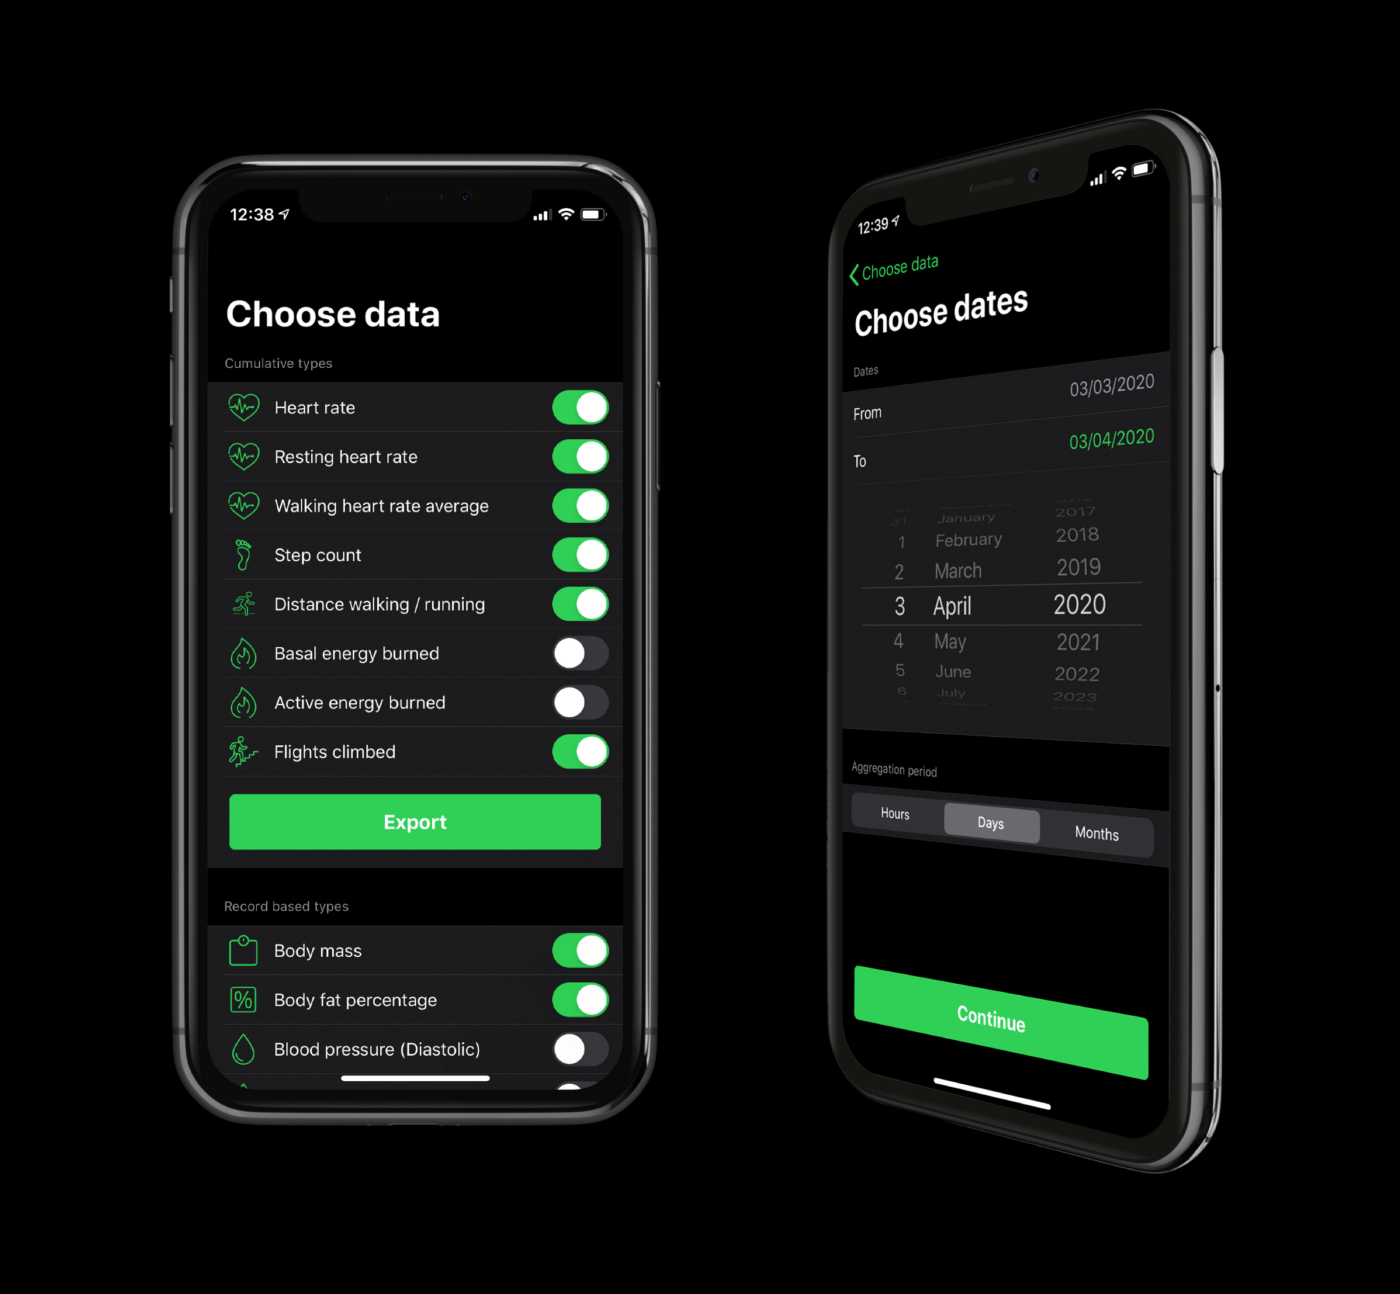 12:38
Choose data
Cumulative types
Heart rate
Resting heart rate
Walking heart rate average
Step count
Distance walking / running
Basal energy burned
Active energy burned
Flights climbed
Export
Record based types
Body mass
%
Body fat percentage
Blood pressure (Diastolic)
12:39
Choose data
Choose dates
Dates
From 03/03/2020
To 03/04/2020
31 January 2017
1 February 2018
2 March 2019
3 April 2020
4 May 2021
5 June 2022
6 July 2023
Aggregation period
Hours Days Months
Continue